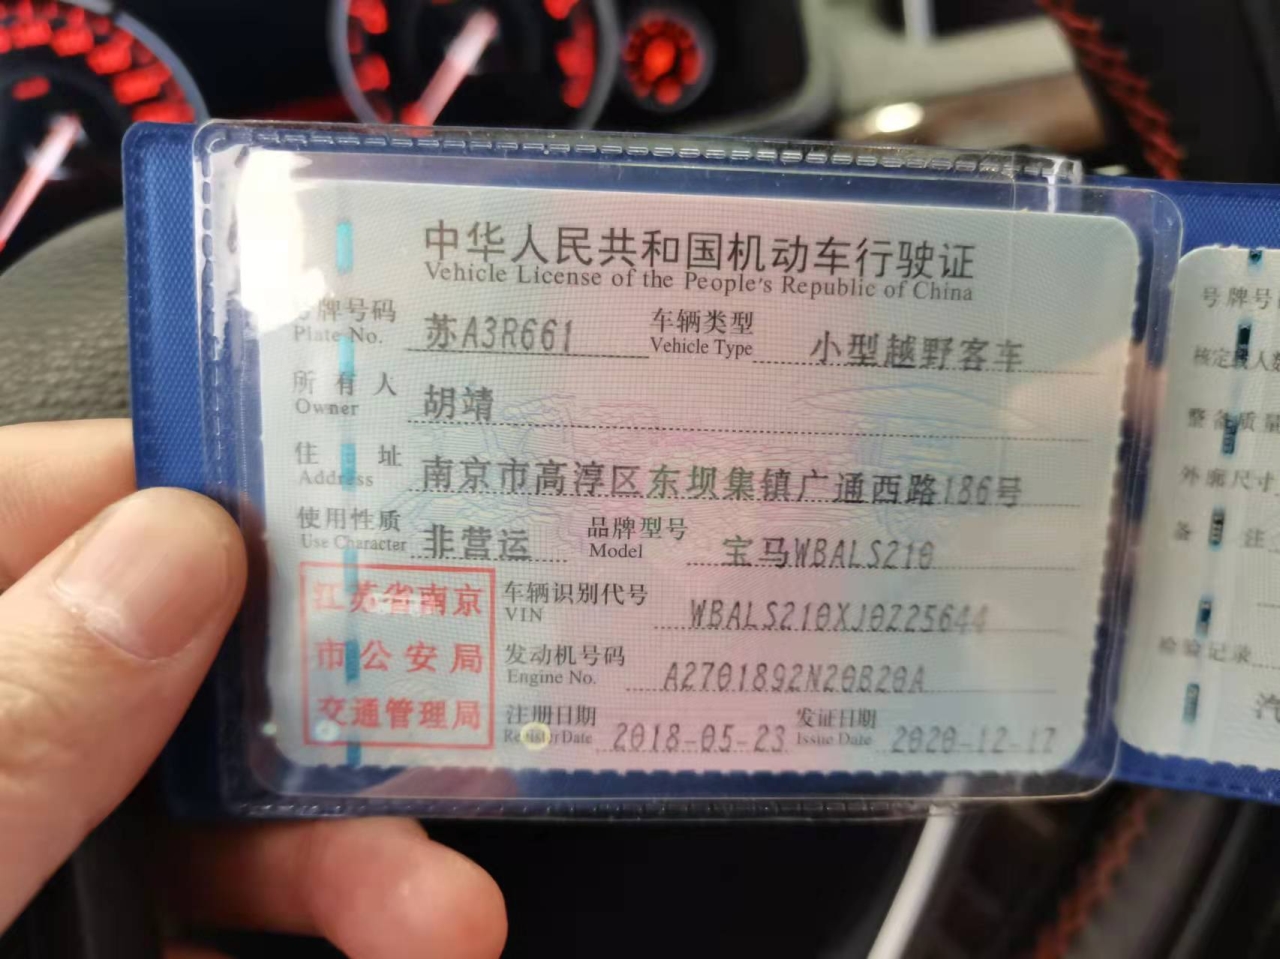 中华人民共和国机动车行驶证
Vehicle License of the People's Republic of China
号牌号码 苏A3R661 车辆类型 小型越野客车
Plate No. Vehicle Type
所有人 胡靖
Owner
住址 南京市高淳区东坝集镇广通西路186号
Address
使用性质 非营运 品牌型号 宝马WBALS210
Use Character Model
江苏省南京
市公安局
交通管理局
车辆识别代号 WBALS210XJ0Z25644
VIN
发动机号码 A2701892N20B20A
Engine No.
注册日期 2018-05-23 发证日期 2020-12-17
Register Date Issue Date
号牌号
核定载人数
整备质量
外廓尺寸
备注
检验记录